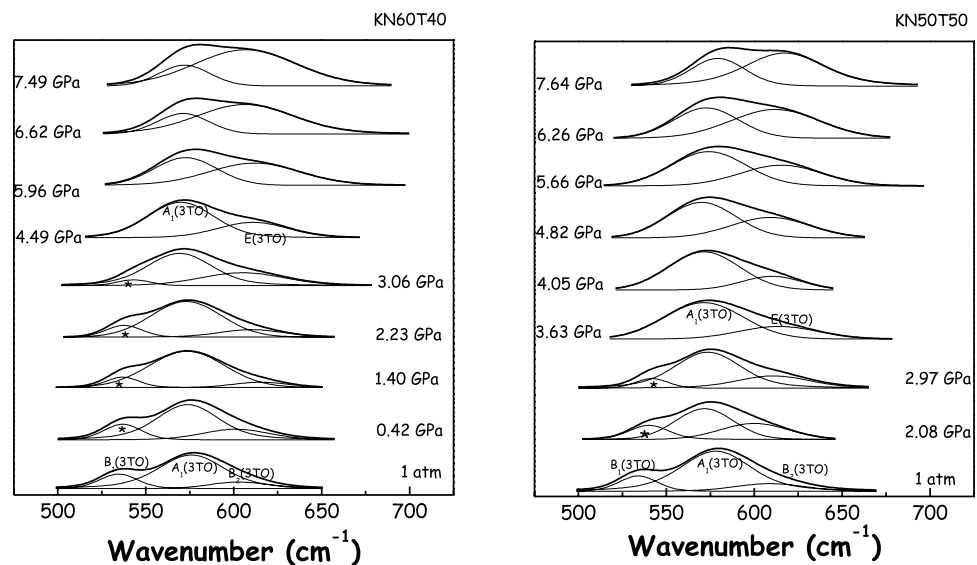 KN60T40
7.49 GPa
6.62 GPa
5.96 GPa
4.49 GPa
A₁(3TO)
E(3TO)
* 3.06 GPa
* 2.23 GPa
* 1.40 GPa
* 0.42 GPa
B₁(3TO) A₁(3TO) B₂(3TO)
1 atm
500 550 600 650 700
Wavenumber (cm⁻¹)
KN50T50
7.64 GPa
6.26 GPa
5.66 GPa
4.82 GPa
4.05 GPa
3.63 GPa
A₁(3TO) E(3TO)
* 2.97 GPa
* 2.08 GPa
B₁(3TO) A₁(3TO) B (3TO)
1 atm
500 550 600 650 700
Wavenumber (cm⁻¹)